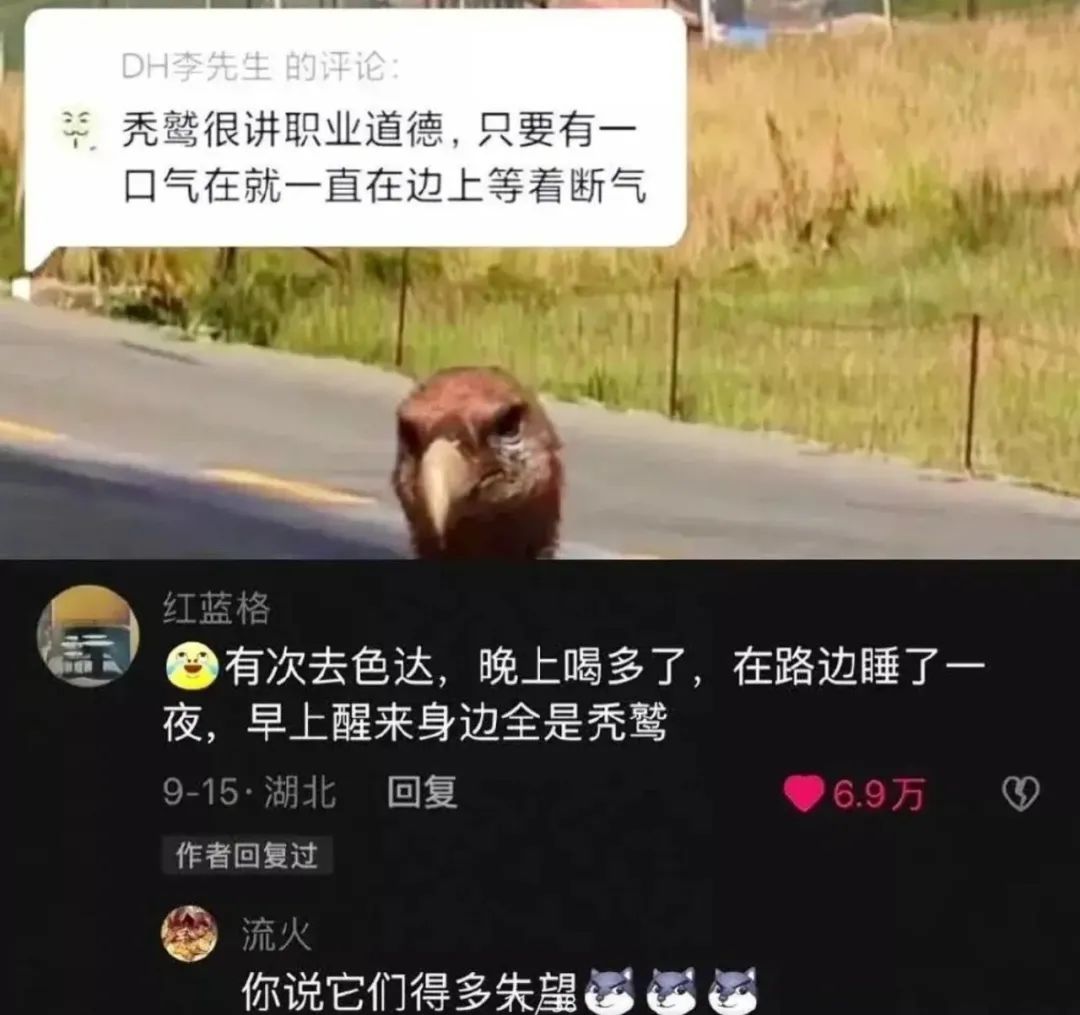 DH李先生 的评论:
秃鹫很讲职业道德，只要有一
口气在就一直在边上等着断气
红蓝格
😂有次去色达，晚上喝多了，在路边睡了一
夜，早上醒来身边全是秃鹫
9-15·湖北 回复 6.9万
作者回复过
流火
你说它们得多失望